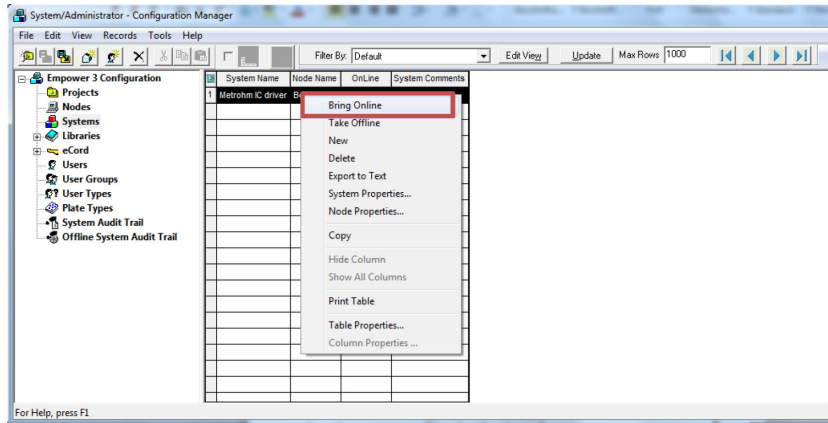 System/Administrator - Configuration Manager
File Edit View Records Tools Help
Filter By: Default Edit View Update Max Rows 1000
Empower 3 Configuration
Projects
Nodes
Systems
Libraries
eCord
Users
User Groups
User Types
Plate Types
System Audit Trail
Offline System Audit Trail
System Name Node Name OnLine System Comments
1 Metrohm IC driver
Bring Online
Take Offline
New
Delete
Export to Text
System Properties...
Node Properties...
Copy
Hide Column
Show All Columns
Print Table
Table Properties...
Column Properties ...
For Help, press F1